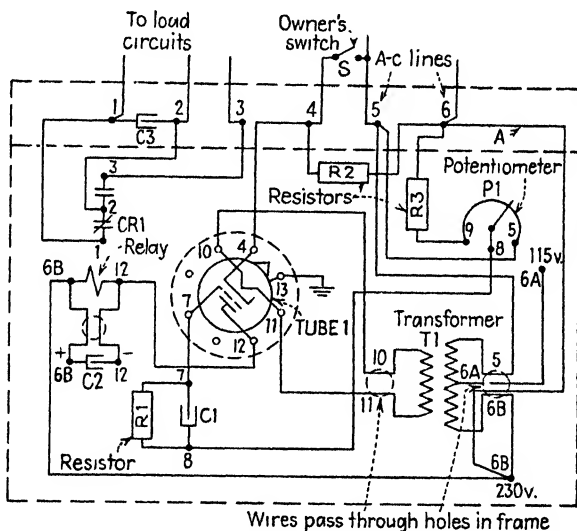 To load
circuits
Owner's
switch
S
A-c lines
1
2
3
4
5
6
C3
A
R2
Resistors
R3
Potentiometer
P1
3
2
CR1
1
Relay
6B
12
10
4
13
7
11
12
TUBE 1
9
5
8
115v.
6A
Transformer
T1
10
5
6A
11
6B
+
-
6B
C2
12
7
R1
C1
8
Resistor
6B
230v.
Wires pass through holes in frame